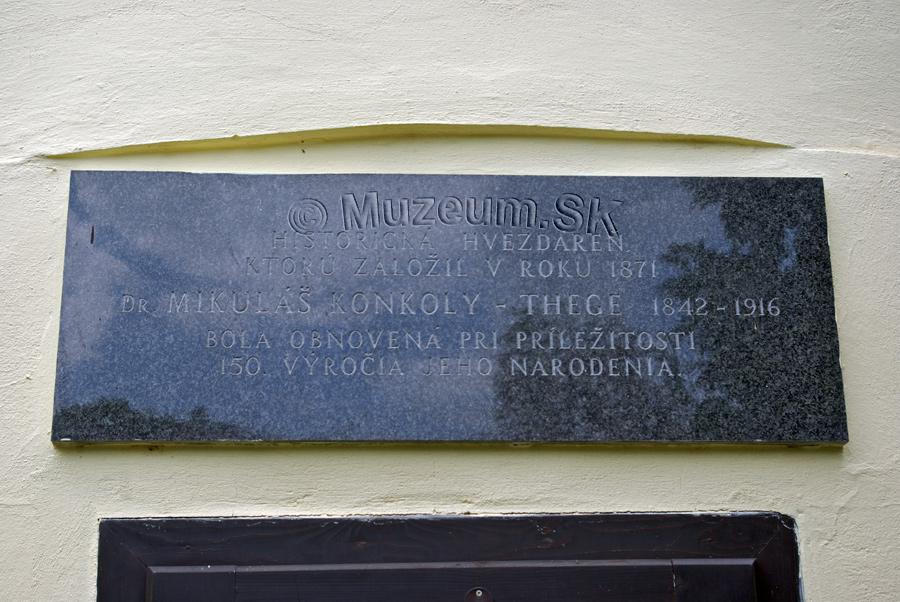 © Muzeum.SK
HISTORICKÁ HVEZDÁREŇ,
KTORÚ ZALOŽIL V ROKU 1871
DR. MIKULÁŠ KONKOLY - THEGE 1842 - 1916
BOLA OBNOVENÁ PRI PRÍLEŽITOSTI
150. VÝROČIA JEHO NARODENIA.